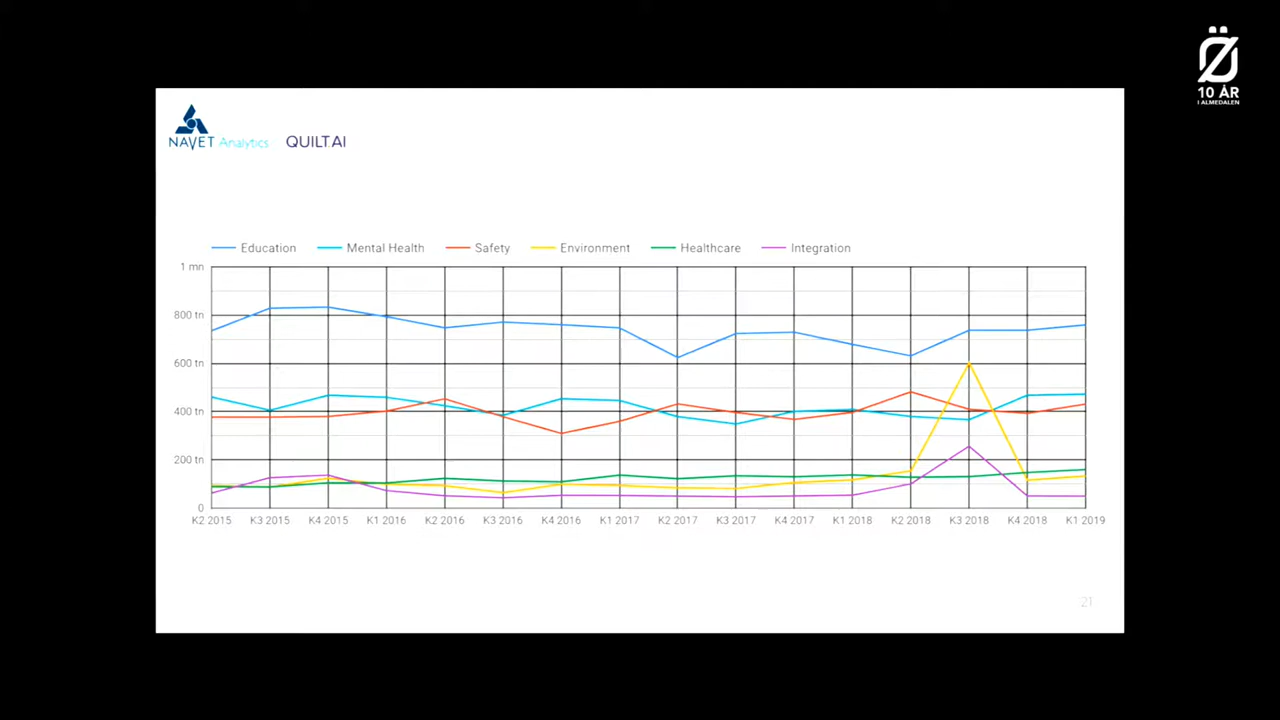 Ö
10 ÅR
I ALMEDALEN
NAVET Analytics QUILT.AI
Education Mental Health Safety Environment Healthcare Integration
1 mn
800 tn
600 tn
400 tn
200 tn
0
K2 2015 K3 2015 K4 2015 K1 2016 K2 2016 K3 2016 K4 2016 K1 2017 K2 2017 K3 2017 K4 2017 K1 2018 K2 2018 K3 2018 K4 2018 K1 2019
21